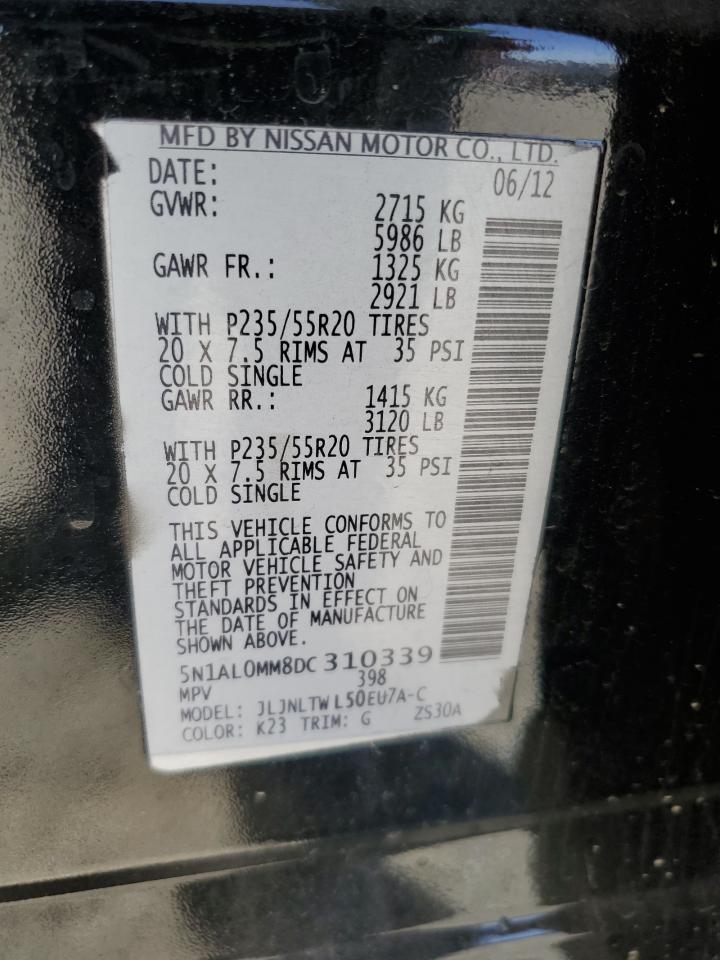 MFD BY NISSAN MOTOR CO., LTD.
DATE: 06/12
GVWR: 2715 KG
5986 LB
GAWR FR.: 1325 KG
2921 LB
WITH P235/55R20 TIRES
20 X 7.5 RIMS AT 35 PSI
COLD SINGLE
GAWR RR.: 1415 KG
3120 LB
WITH P235/55R20 TIRES
20 X 7.5 RIMS AT 35 PSI
COLD SINGLE
THIS VEHICLE CONFORMS TO
ALL APPLICABLE FEDERAL
MOTOR VEHICLE SAFETY AND
THEFT PREVENTION
STANDARDS IN EFFECT ON
THE DATE OF MANUFACTURE
SHOWN ABOVE.
5N1AL0MM8DC 310339
MPV 398
MODEL: JLJNLTW L50EU7A-C
COLOR: K23 TRIM: G ZS30A